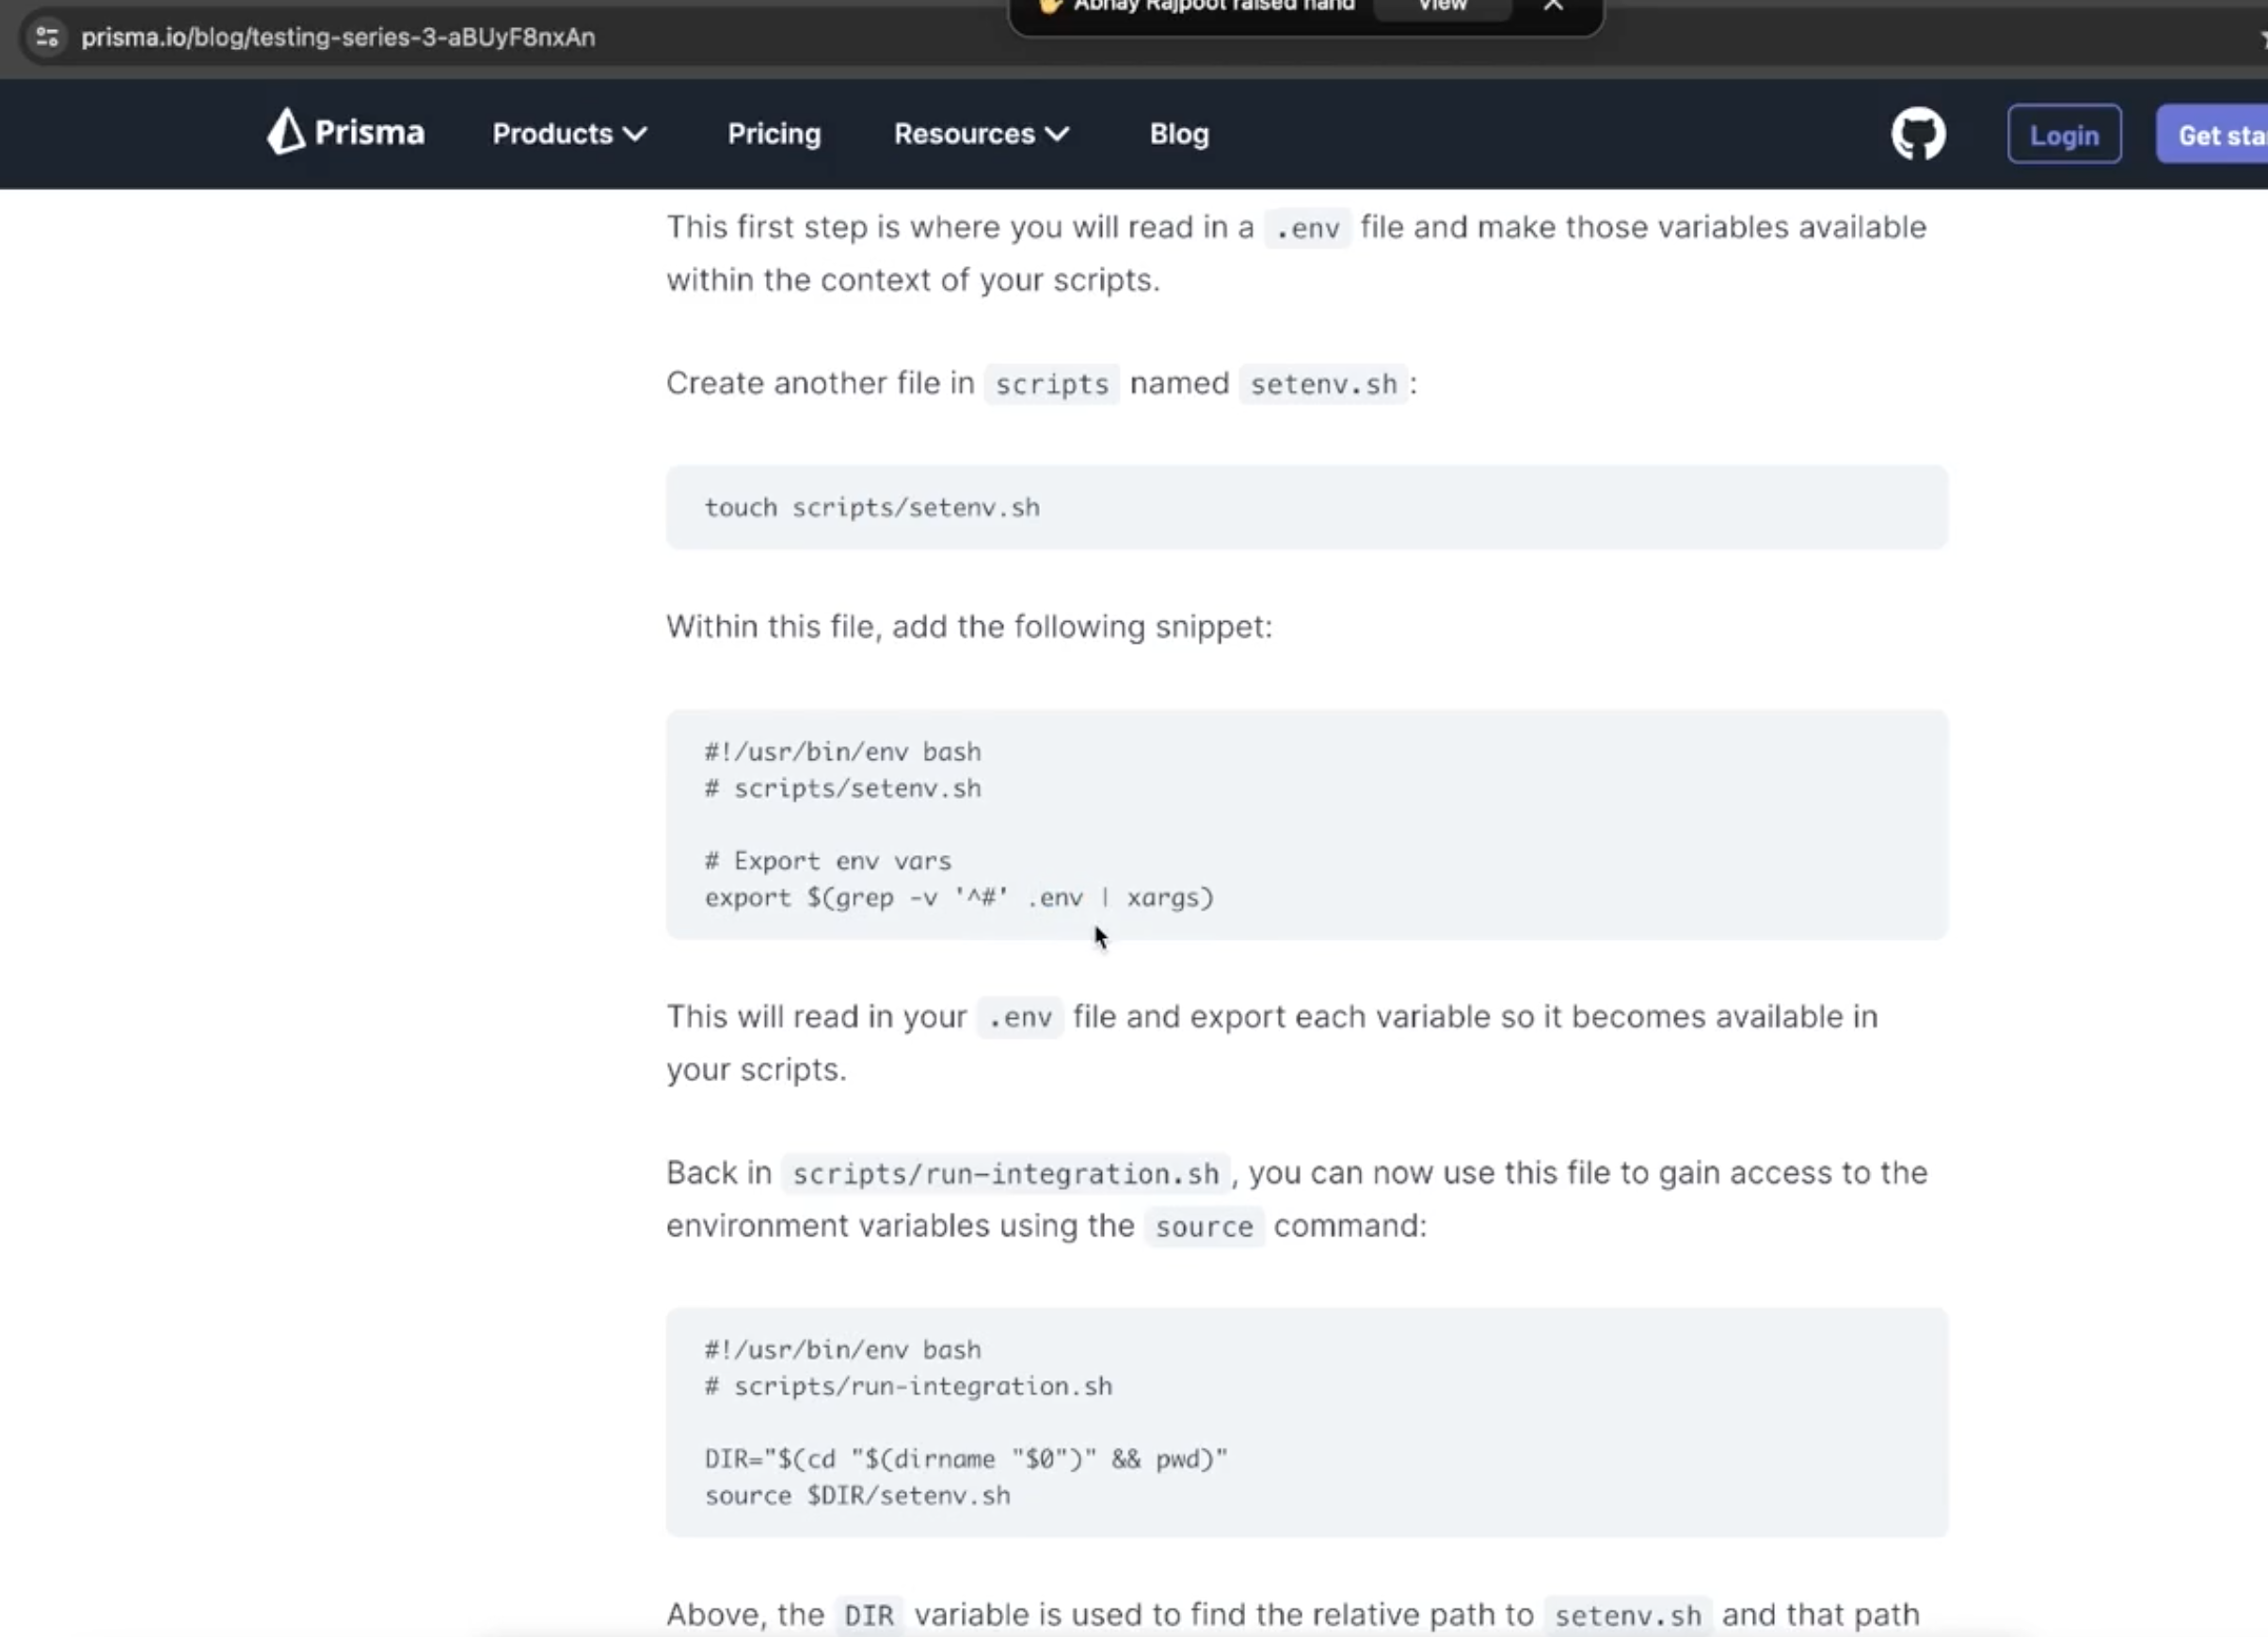 Abhay Rajpoot raised hand View
prisma.io/blog/testing-series-3-aBUyF8nxAn
Prisma Products Pricing Resources Blog Login Get sta
This first step is where you will read in a .env file and make those variables available
within the context of your scripts.
Create another file in scripts named setenv.sh:
touch scripts/setenv.sh
Within this file, add the following snippet:
#!/usr/bin/env bash
# scripts/setenv.sh
# Export env vars
export $(grep -v '^#' .env | xargs)
This will read in your .env file and export each variable so it becomes available in
your scripts.
Back in scripts/run-integration.sh, you can now use this file to gain access to the
environment variables using the source command:
#!/usr/bin/env bash
# scripts/run-integration.sh
DIR="$(cd "$(dirname "$0")" && pwd)"
source $DIR/setenv.sh
Above, the DIR variable is used to find the relative path to setenv.sh and that path